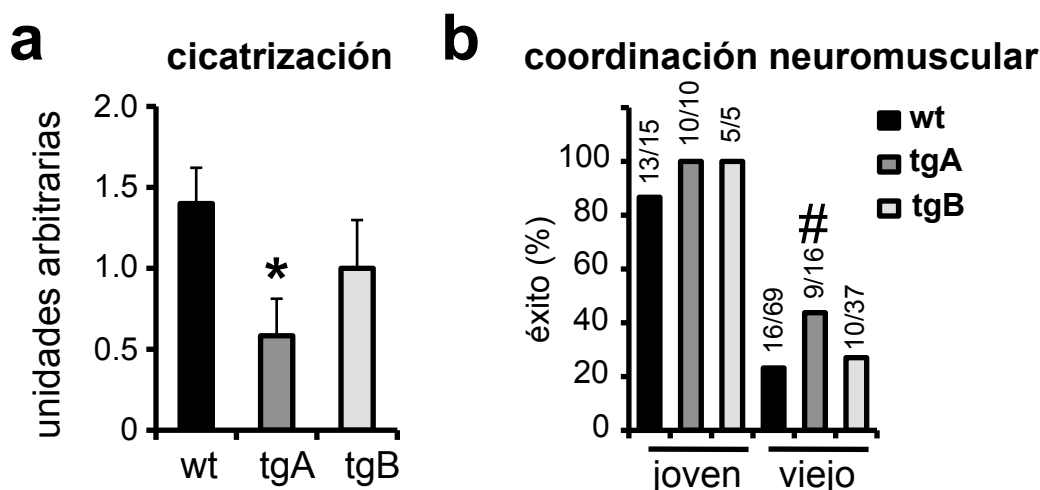 a
cicatrización
unidades arbitrarias
2.0
1.5
1.0
0.5
0
*
wt
tgA
tgB
b
coordinación neuromuscular
éxito (%)
100
80
60
40
20
0
13/15
10/10
5/5
16/69
#
9/16
10/37
joven
viejo
wt
tgA
tgB